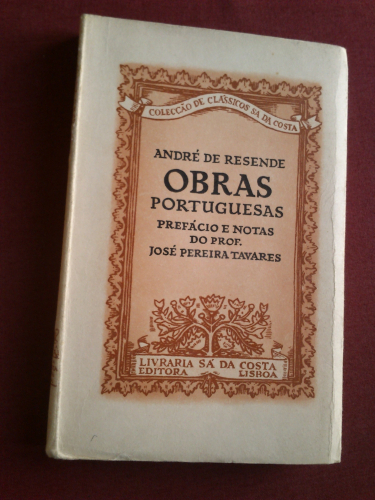 COLECÇÃO DE CLÁSSICOS SÁ DA COSTA
ANDRÉ DE RESENDE
OBRAS
PORTUGUESAS
PREFÁCIO E NOTAS
DO PROF.
JOSÉ PEREIRA TAVARES
LIVRARIA SÁ DA COSTA
EDITORA LISBOA